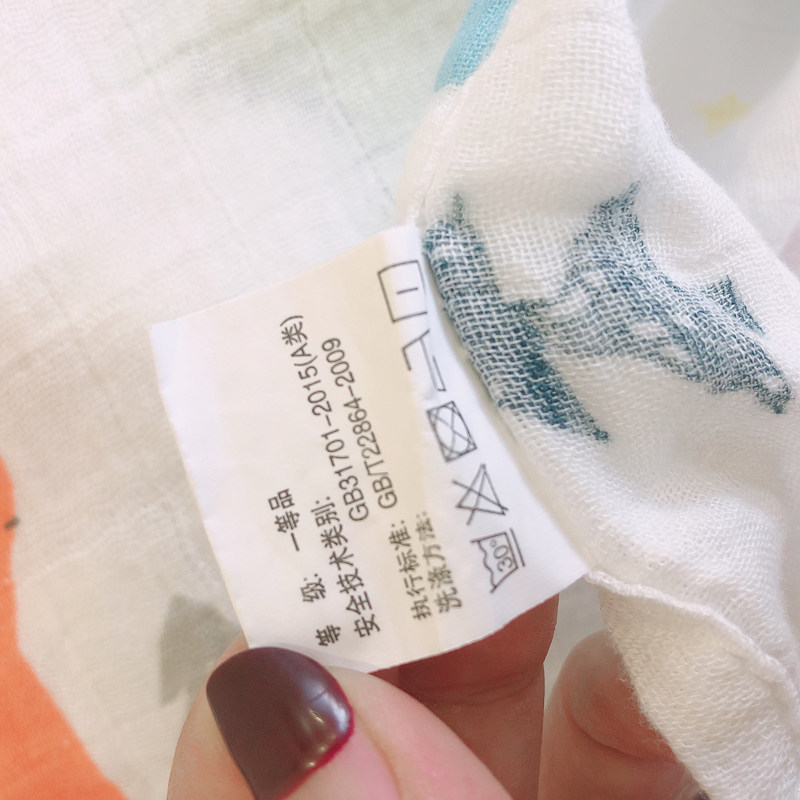 等 级: 一等品
安全技术类别:
GB31701-2015(A类)
GB/T22864-2009
执行标准:
洗涤方法:
30°